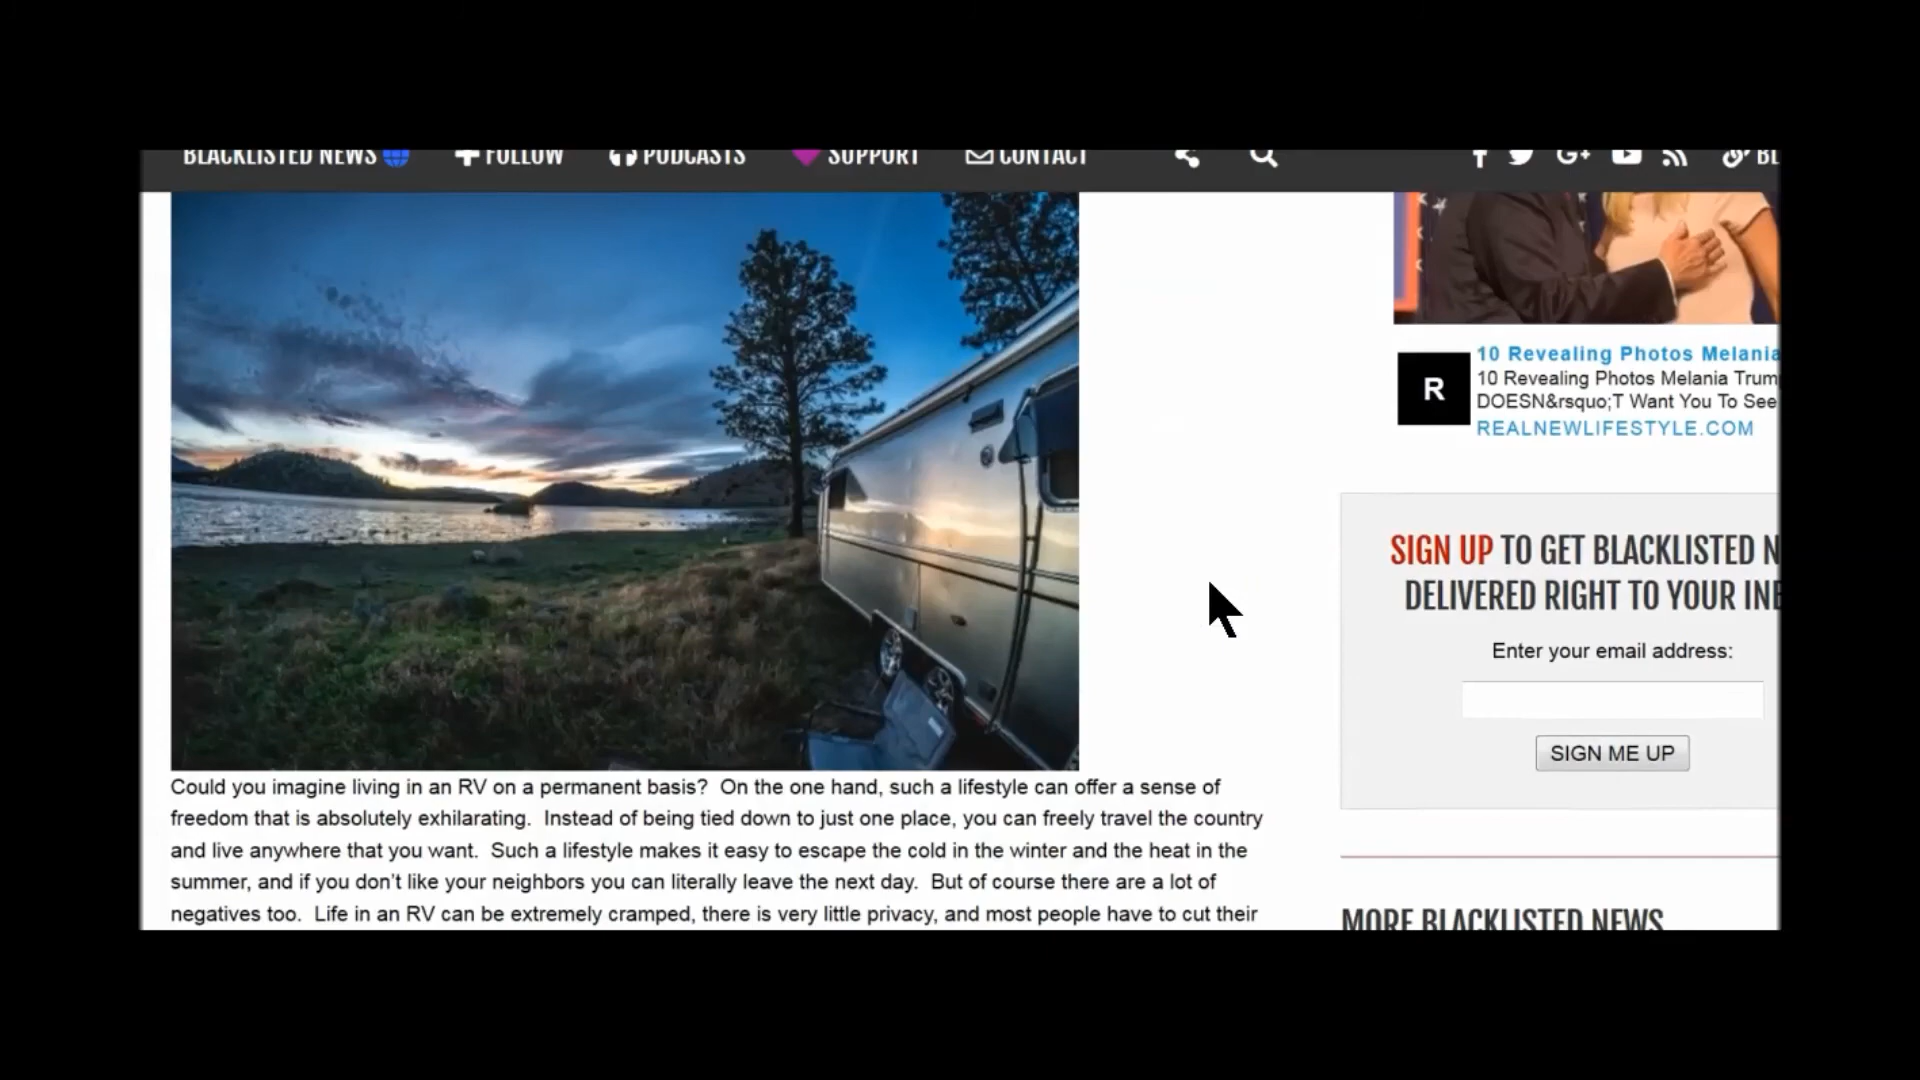 BLACKLISTED NEWS
FOLLOW
PODCASTS
SUPPORT
CONTACT
G+
BL
10 Revealing Photos Melania
R
10 Revealing Photos Melania Trum
DOESN&rsquo;T Want You To See
REALNEWLIFESTYLE.COM
SIGN UP TO GET BLACKLISTED N
DELIVERED RIGHT TO YOUR INB
Enter your email address:
SIGN ME UP
Could you imagine living in an RV on a permanent basis?  On the one hand, such a lifestyle can offer a sense of
freedom that is absolutely exhilarating.  Instead of being tied down to just one place, you can freely travel the country
and live anywhere that you want.  Such a lifestyle makes it easy to escape the cold in the winter and the heat in the
summer, and if you don’t like your neighbors you can literally leave the next day.  But of course there are a lot of
negatives too.  Life in an RV can be extremely cramped, there is very little privacy, and most people have to cut their
MORE BLACKLISTED NEWS